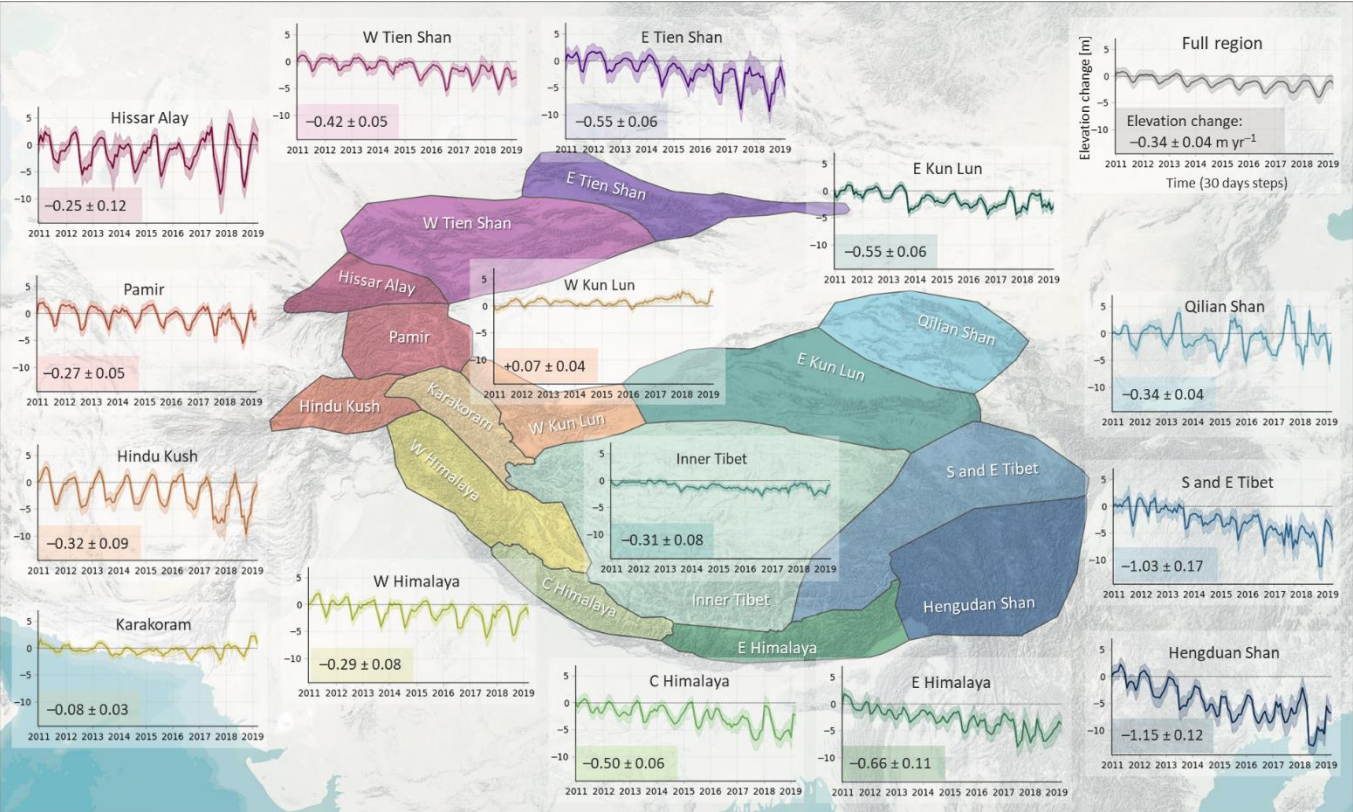 W Tien Shan
5
0
−5
−10
−0.42 ± 0.05
2011 2012 2013 2014 2015 2016 2017 2018 2019
E Tien Shan
5
0
−5
−10
−0.55 ± 0.06
2011 2012 2013 2014 2015 2016 2017 2018 2019
Full region
Elevation change [m]
5
0
−5
−10
Elevation change:
−0.34 ± 0.04 m yr⁻¹
2011 2012 2013 2014 2015 2016 2017 2018 2019
Time (30 days steps)
Hissar Alay
5
0
−5
−10
−0.25 ± 0.12
2011 2012 2013 2014 2015 2016 2017 2018 2019
E Kun Lun
5
0
−5
−10
−0.55 ± 0.06
2011 2012 2013 2014 2015 2016 2017 2018 2019
E Tien Shan
W Tien Shan
Hissar Alay
Pamir
Hindu Kush
Karakoram
W Kun Lun
E Kun Lun
Qilian Shan
W Himalaya
C Himalaya
E Himalaya
Inner Tibet
S and E Tibet
Hengudan Shan
Pamir
5
0
−5
−10
−0.27 ± 0.05
2011 2012 2013 2014 2015 2016 2017 2018 2019
W Kun Lun
5
0
−5
−10
+0.07 ± 0.04
2011 2012 2013 2014 2015 2016 2017 2018 2019
Qilian Shan
5
0
−5
−10
−0.34 ± 0.04
2011 2012 2013 2014 2015 2016 2017 2018 2019
Hindu Kush
5
0
−5
−10
−0.32 ± 0.09
2011 2012 2013 2014 2015 2016 2017 2018 2019
Inner Tibet
5
0
−5
−10
−0.31 ± 0.08
2011 2012 2013 2014 2015 2016 2017 2018 2019
S and E Tibet
5
0
−5
−10
−1.03 ± 0.17
2011 2012 2013 2014 2015 2016 2017 2018 2019
Karakoram
5
0
−5
−10
−0.08 ± 0.03
2011 2012 2013 2014 2015 2016 2017 2018 2019
W Himalaya
5
0
−5
−10
−0.29 ± 0.08
2011 2012 2013 2014 2015 2016 2017 2018 2019
C Himalaya
5
0
−5
−10
−0.50 ± 0.06
2011 2012 2013 2014 2015 2016 2017 2018 2019
E Himalaya
5
0
−5
−10
−0.66 ± 0.11
2011 2012 2013 2014 2015 2016 2017 2018 2019
Hengduan Shan
5
0
−5
−10
−1.15 ± 0.12
2011 2012 2013 2014 2015 2016 2017 2018 2019